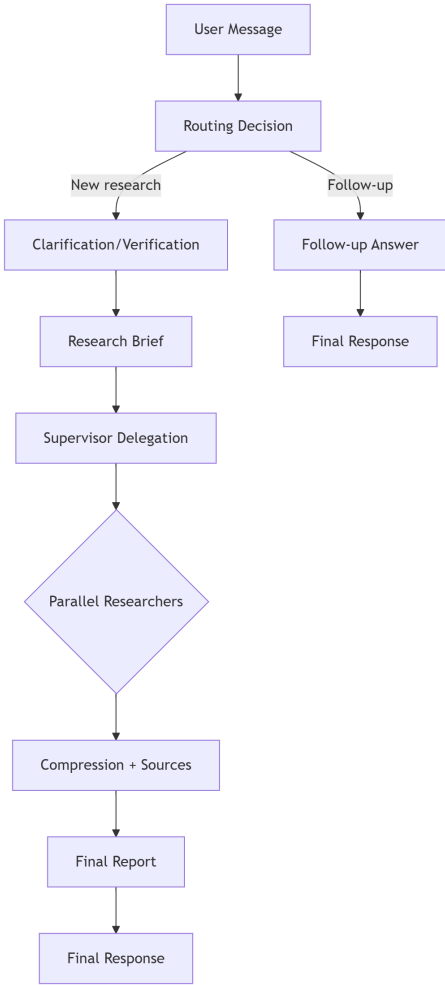 User Message
Routing Decision
New research
Follow-up
Clarification/Verification
Follow-up Answer
Research Brief
Final Response
Supervisor Delegation
Parallel Researchers
Compression + Sources
Final Report
Final Response